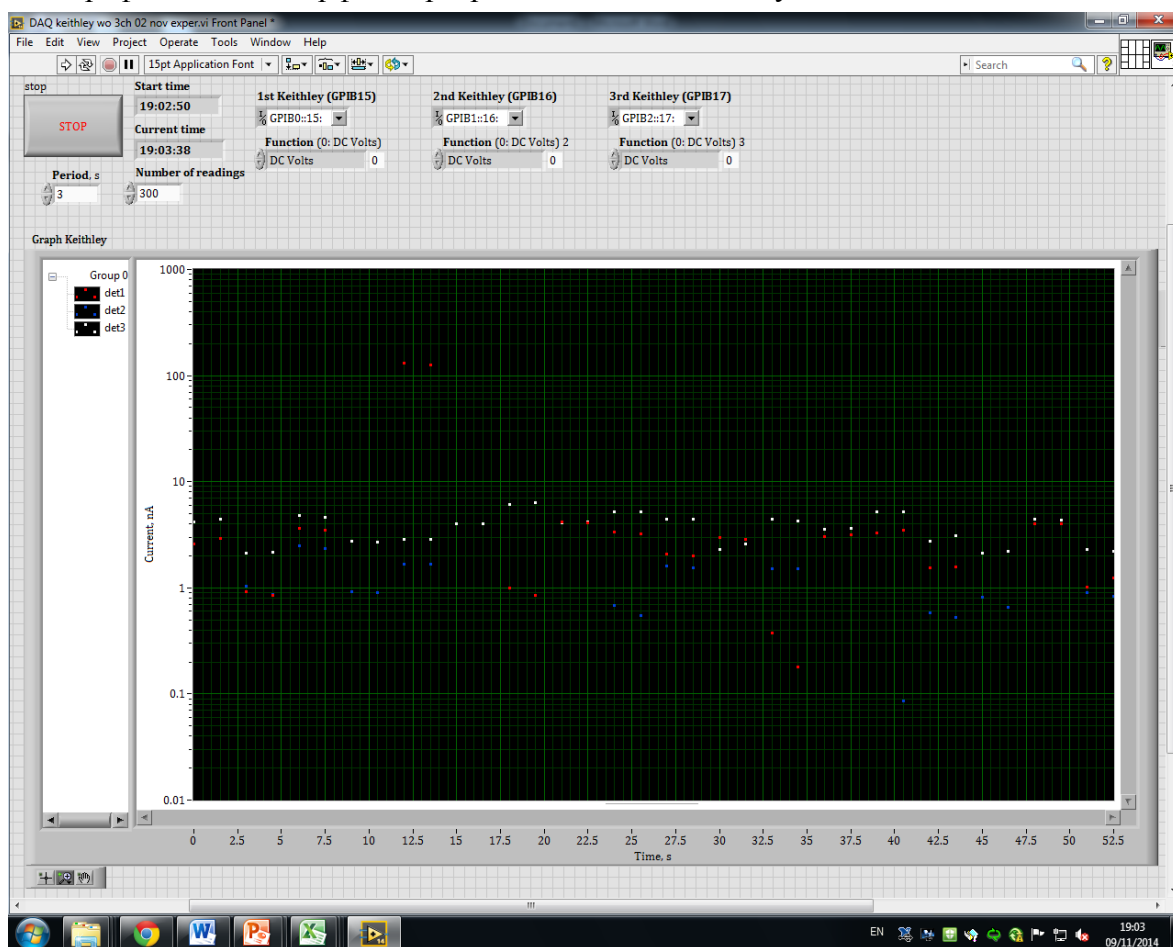 DAQ keithley wo 3ch 02 nov exper.vi Front Panel *
File Edit View Project Operate Tools Window Help
15pt Application Font
Search
stop
STOP
Start time
19:02:50
Current time
19:03:38
Period, s
3
Number of readings
300
1st Keithley (GPIB15)
GPIB0::15:
Function (0: DC Volts)
DC Volts 0
2nd Keithley (GPIB16)
GPIB1::16:
Function (0: DC Volts) 2
DC Volts 0
3rd Keithley (GPIB17)
GPIB2::17:
Function (0: DC Volts) 3
DC Volts 0
Graph Keithley
Group 0
det1
det2
det3
Current, nA
1000
100
10
1
0.1
0.01
0 2.5 5 7.5 10 12.5 15 17.5 20 22.5 25 27.5 30 32.5 35 37.5 40 42.5 45 47.5 50 52.5
Time, s
EN
19:03
09/11/2014